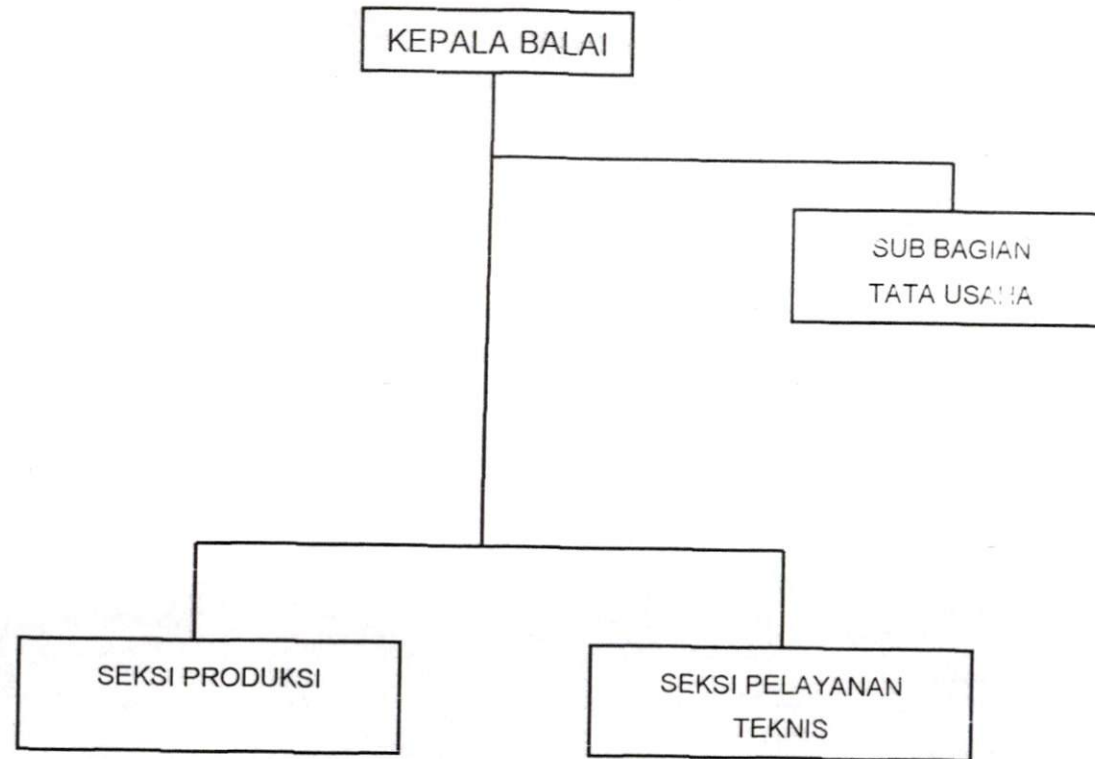 KEPALA BALAI
SUB BAGIAN
TATA USAHA
SEKSI PRODUKSI
SEKSI PELAYANAN
TEKNIS